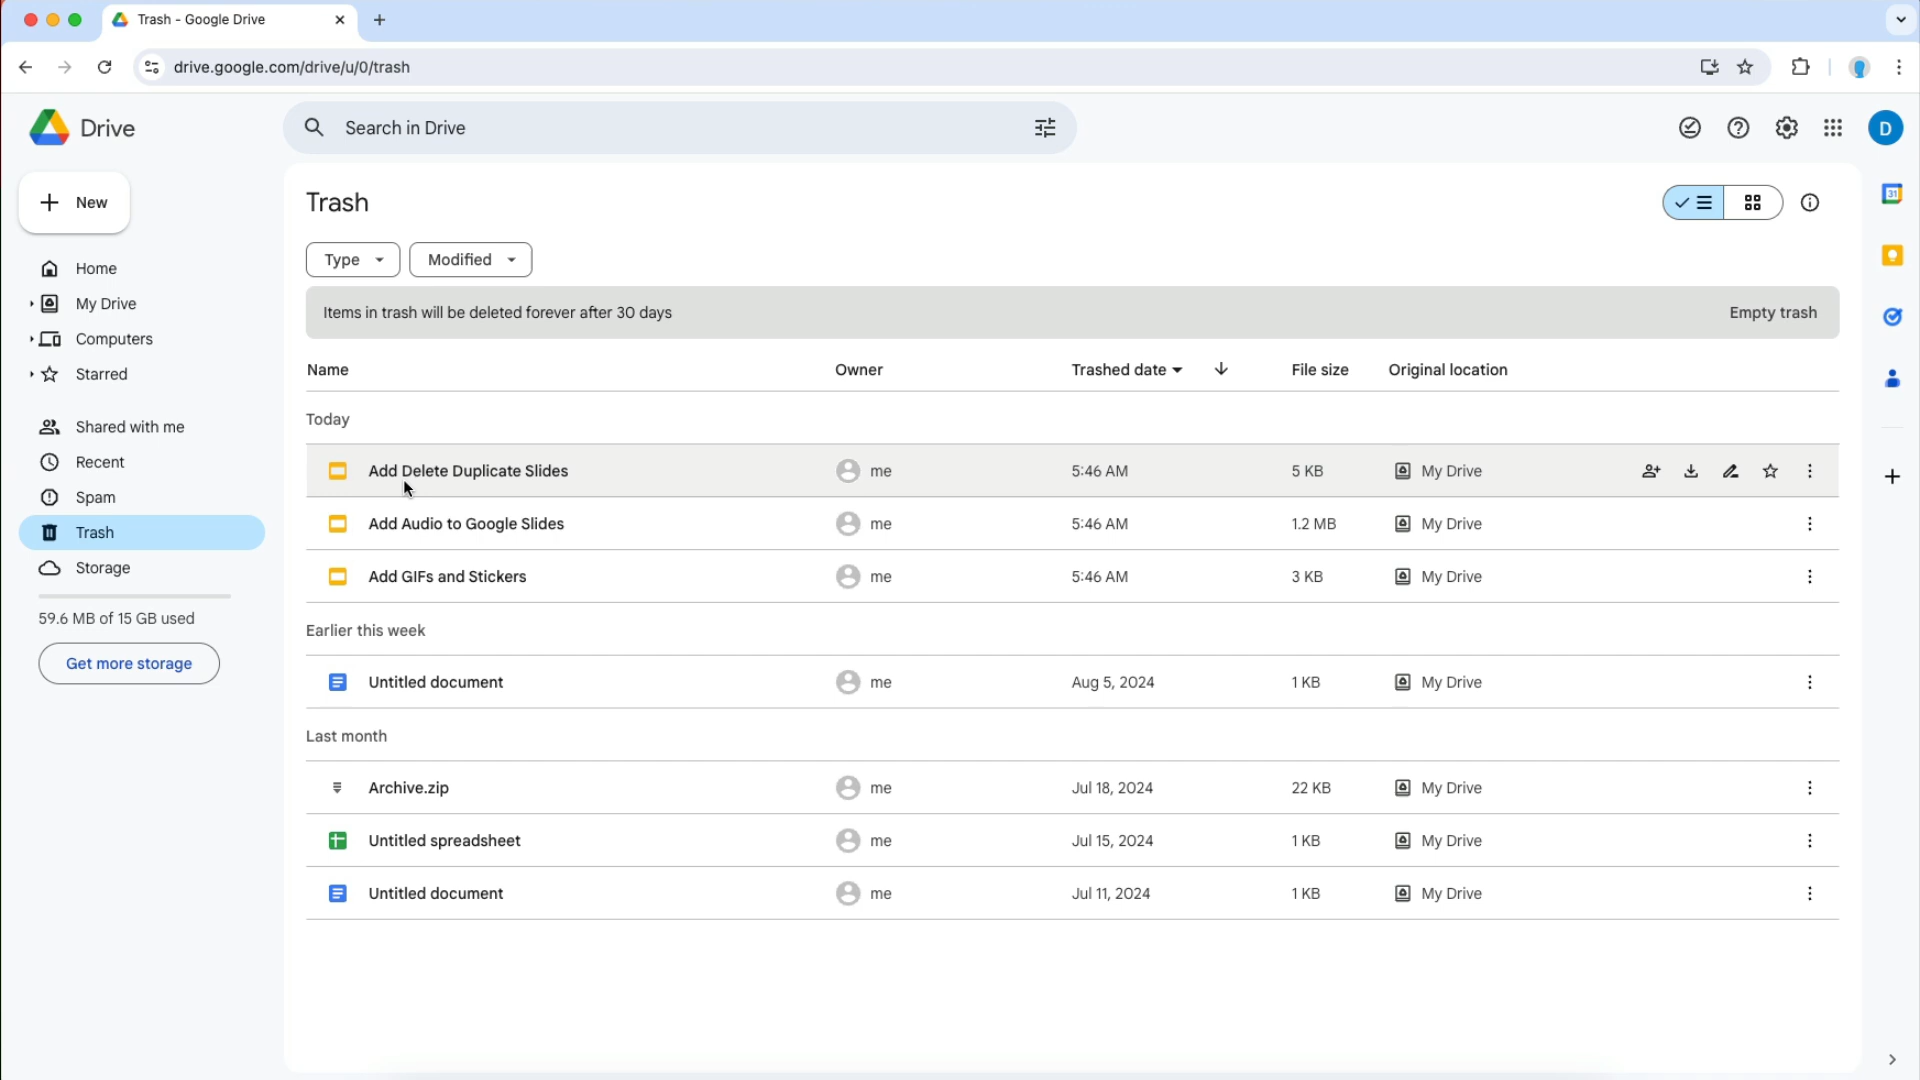 Trash - Google Drive
drive.google.com/drive/u/0/trash
Drive
Search in Drive
D
New
Trash
31
Home
Type
Modified
My Drive
Items in trash will be deleted forever after 30 days
Empty trash
Computers
Name
Owner
Trashed date
File size
Original location
Starred
Today
Shared with me
Recent
Add Delete Duplicate Slides me 5:46 AM 5 KB My Drive
Spam
Add Audio to Google Slides me 5:46 AM 1.2 MB My Drive
Trash
Storage
Add GIFs and Stickers me 5:46 AM 3 KB My Drive
59.6 MB of 15 GB used
Earlier this week
Get more storage
Untitled document me Aug 5, 2024 1 KB My Drive
Last month
Archive.zip me Jul 18, 2024 22 KB My Drive
Untitled spreadsheet me Jul 15, 2024 1 KB My Drive
Untitled document me Jul 11, 2024 1 KB My Drive